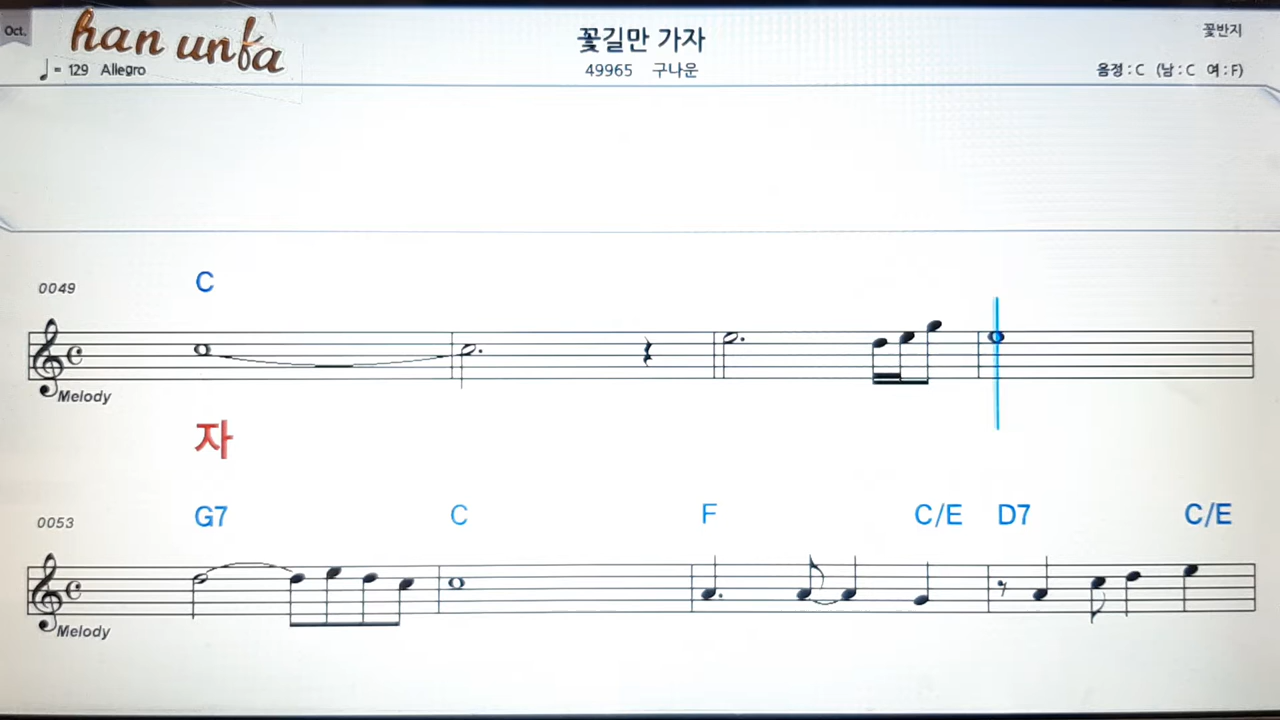 Oct.
han unfa
꽃길만 가자
꽃반지
♩ = 129 Allegro
49965 구나운
음정 : C (남 : C 여 : F)
C
0049
Melody
자
G7 C F C/E D7 C/E
0053
Melody